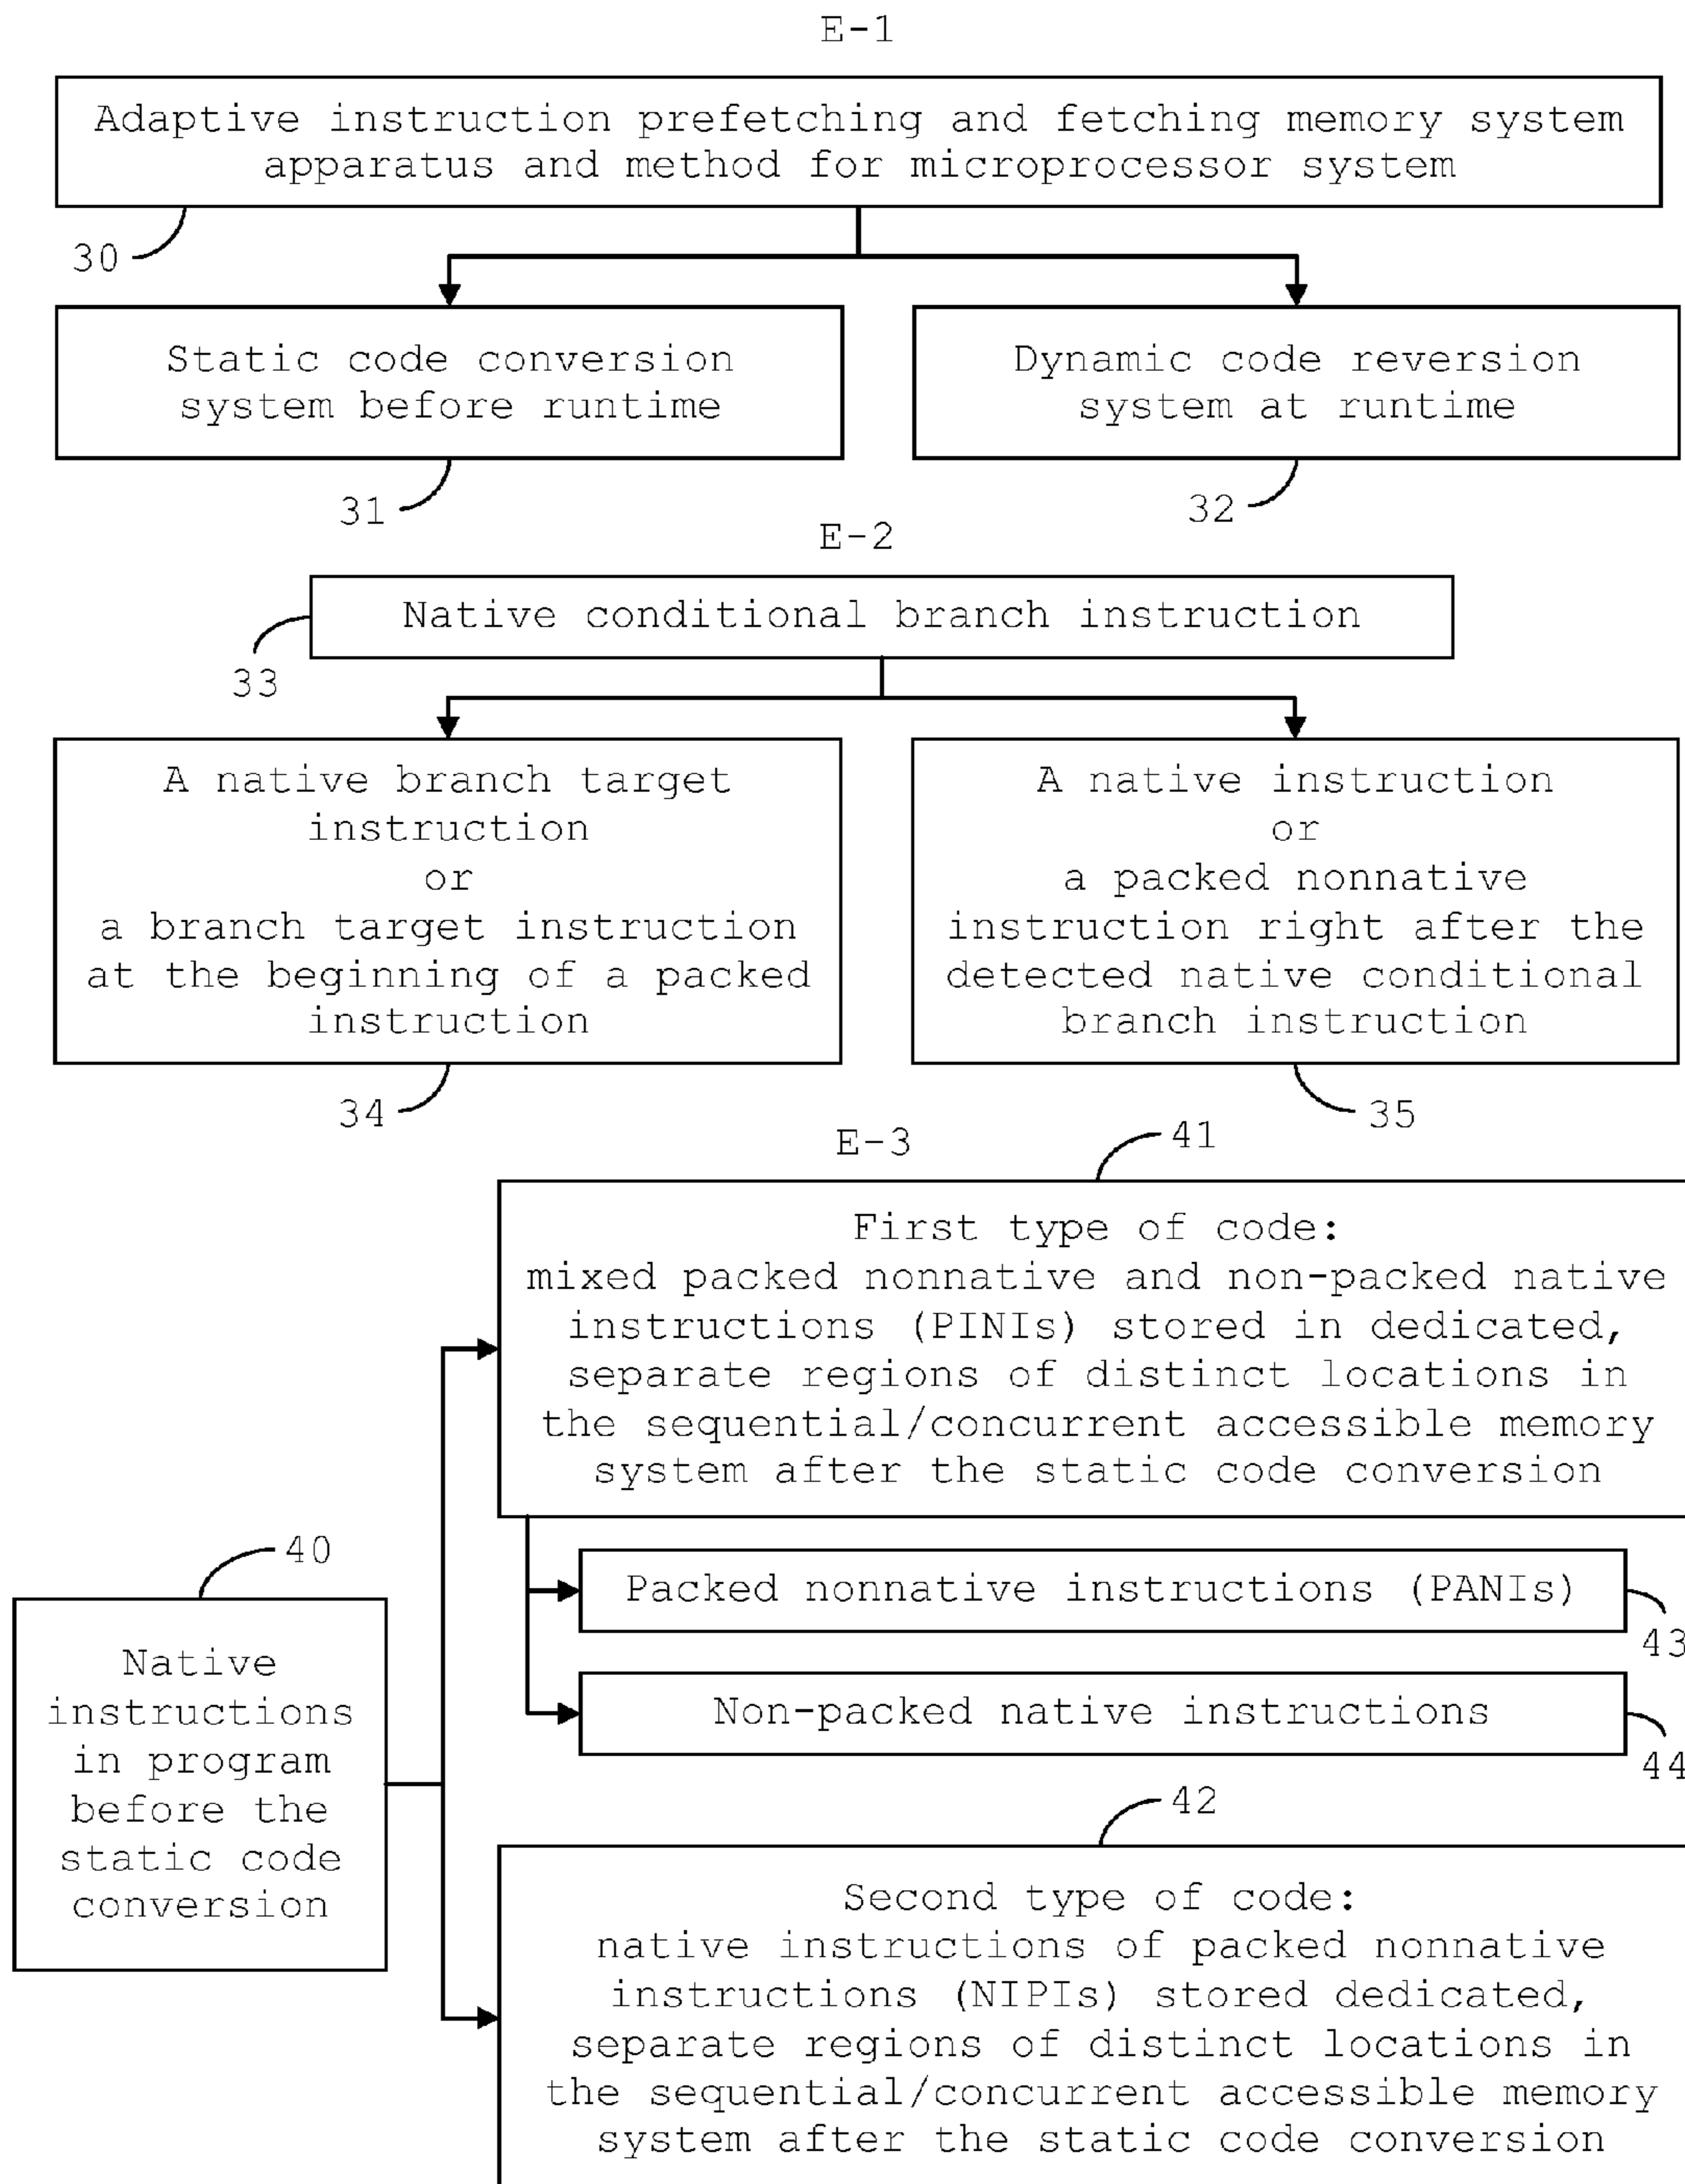 E-1
Adaptive instruction prefetching and fetching memory system
apparatus and method for microprocessor system
30
Static code conversion
system before runtime
31
Dynamic code reversion
system at runtime
32
E-2
Native conditional branch instruction
33
A native branch target
instruction
or
a branch target instruction
at the beginning of a packed
instruction
34
A native instruction
or
a packed nonnative
instruction right after the
detected native conditional
branch instruction
35
E-3
41
First type of code:
mixed packed nonnative and non-packed native
instructions (PINIs) stored in dedicated,
separate regions of distinct locations in
the sequential/concurrent accessible memory
system after the static code conversion
Packed nonnative instructions (PANIs)
43
Non-packed native instructions
44
40
Native
instructions
in program
before the
static code
conversion
42
Second type of code:
native instructions of packed nonnative
instructions (NIPIs) stored dedicated,
separate regions of distinct locations in
the sequential/concurrent accessible memory
system after the static code conversion